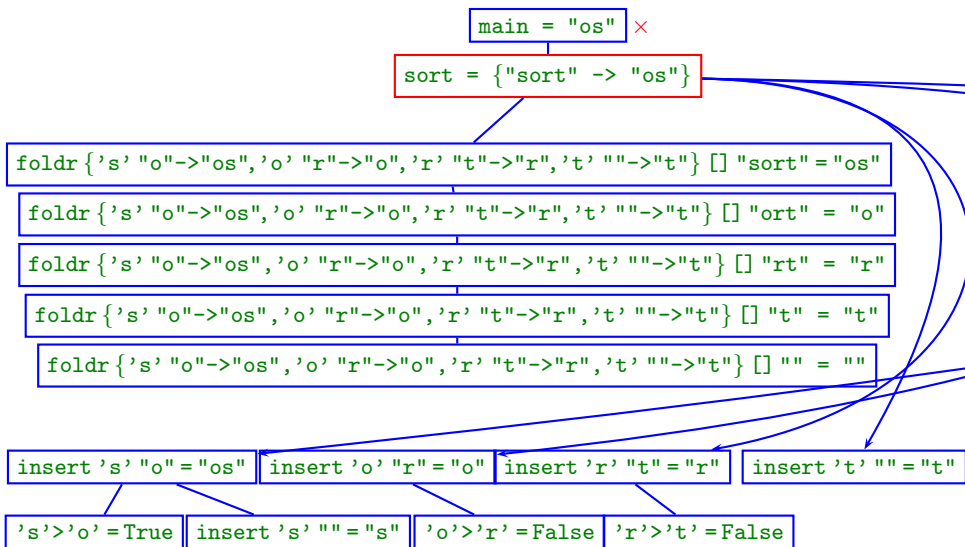 main = "os" ×
sort = {"sort" -> "os"}
foldr {'s' "o"->"os",'o' "r"->"o",'r' "t"->"r",'t' ""->"t"} [] "sort"="os"
foldr {'s' "o"->"os",'o' "r"->"o",'r' "t"->"r",'t' ""->"t"} [] "ort" = "o"
foldr {'s' "o"->"os",'o' "r"->"o",'r' "t"->"r",'t' ""->"t"} [] "rt" = "r"
foldr {'s' "o"->"os",'o' "r"->"o",'r' "t"->"r",'t' ""->"t"} [] "t" = "t"
foldr {'s' "o"->"os",'o' "r"->"o",'r' "t"->"r",'t' ""->"t"} [] "" = ""
insert 's' "o"="os" insert 'o' "r"="o" insert 'r' "t"="r" insert 't' ""="t"
's'>'o'=True insert 's' ""="s" 'o'>'r'=False 'r'>'t'=False